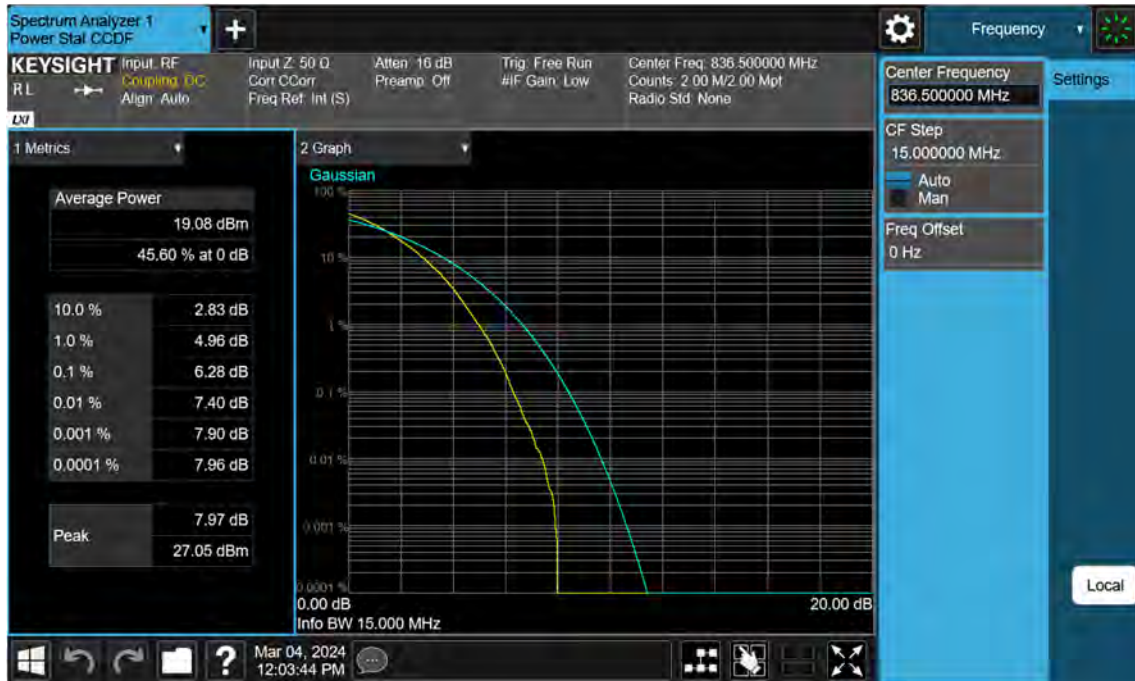 Spectrum Analyzer 1
Power Stat CCDF
+
Frequency
KEYSIGHT
RL
LXI
Input: RF
Coupling: DC
Align: Auto
Input Z: 50 Ω
Corr CCorr
Freq Ref: Int (S)
Atten: 16 dB
Preamp: Off
Trig: Free Run
#IF Gain: Low
Center Freq: 836.500000 MHz
Counts: 2.00 M/2.00 Mpt
Radio Std: None
1 Metrics
Average Power
19.08 dBm
45.60 % at 0 dB
10.0 % 2.83 dB
1.0 % 4.96 dB
0.1 % 6.28 dB
0.01 % 7.40 dB
0.001 % 7.90 dB
0.0001 % 7.96 dB
Peak
7.97 dB
27.05 dBm
2 Graph
Gaussian
100 %
10 %
1 %
0.1 %
0.01 %
0.001 %
0.0001 %
0.00 dB 20.00 dB
Info BW 15.000 MHz
Center Frequency
836.500000 MHz
CF Step
15.000000 MHz
Auto
Man
Freq Offset
0 Hz
Settings
Local
?
Mar 04, 2024
12:03:44 PM